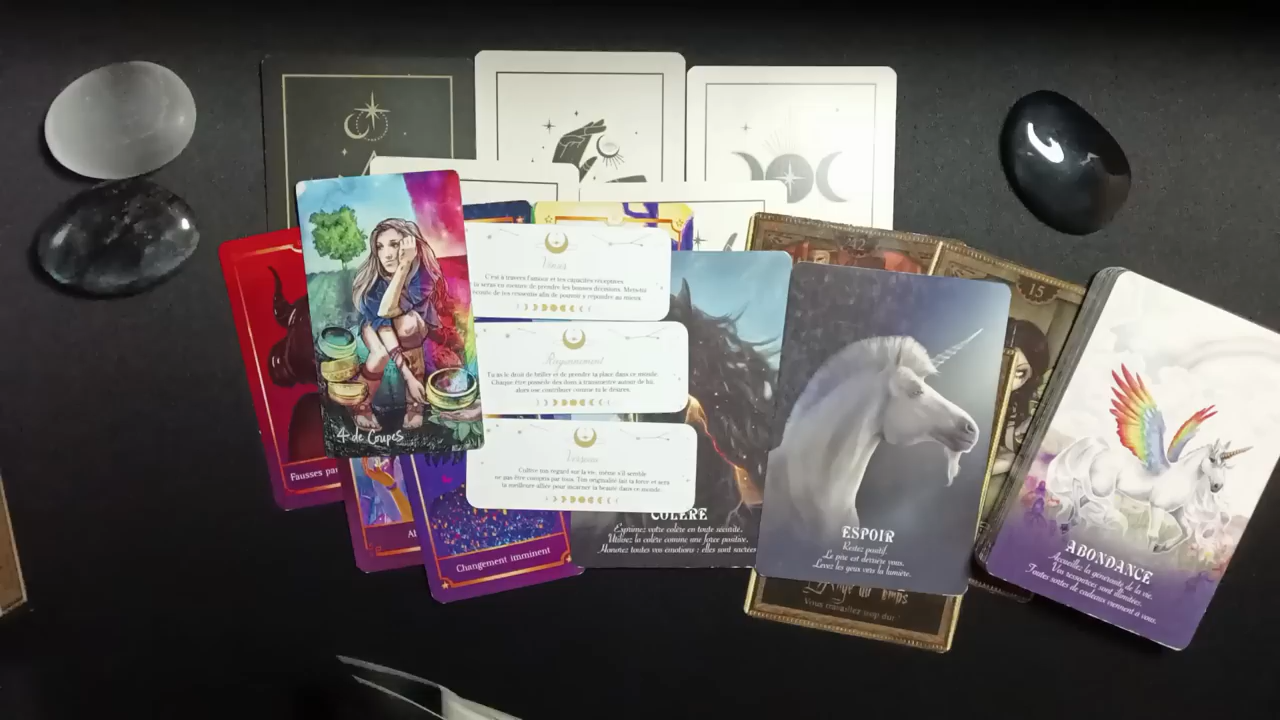 42
15
Venus
C'est à travers l'amour et tes capacités réceptives
tu seras en mesure de prendre les bonnes décisions. Mets-toi
écoute de tes ressentis afin de pouvoir y répondre au mieux.
Rayonnement
Tu as le droit de briller et de prendre ta place dans ce monde.
Chaque être possède des dons à transmettre autour de lui,
alors ose contribuer comme tu le désires.
Cultive ton regard sur la vie, même s'il semble
ne pas être compris par tous. Ton originalité fait ta force et sera
ta meilleure alliée pour incarner la beauté dans ce monde.
4 de Coupes
Fausses
Changement imminent
COLÈRE
Exprimez votre colère en toute sécurité.
Utilisez la colère comme une force positive.
Honorez toutes vos émotions : elles sont sacrées
ESPOIR
Restez positif.
Le pire est derrière vous.
Levez les yeux vers la lumière.
Vous travaillez trop dur
ABONDANCE
Accueillez la générosité de la vie.
Vos ressources sont illimitées.
Toutes sortes de cadeaux viennent à vous.